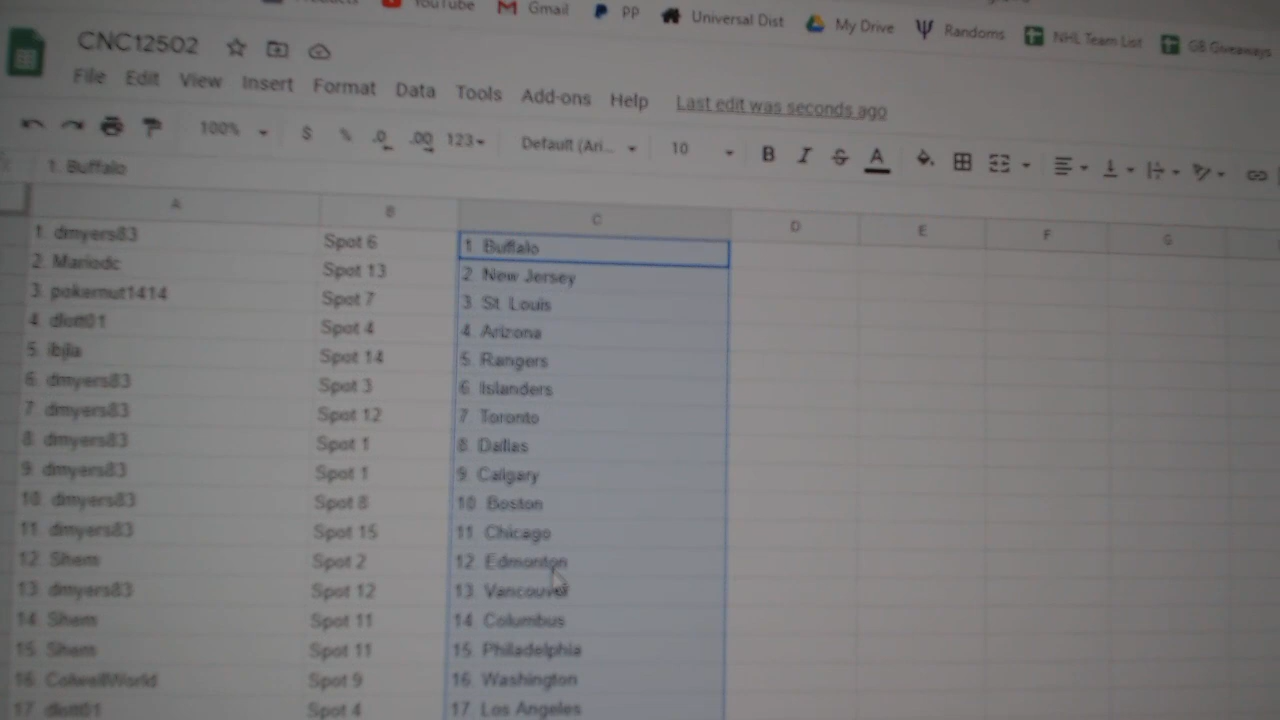 YouTube Gmail PP Universal Dist My Drive Randoms NHL Team List GB Giveaways
CNC12502
File Edit View Insert Format Data Tools Add-ons Help Last edit was seconds ago
100% $ % .0 .00 123 Default (Ari... 10 B I S A
1. Buffalo
A B C D E F G
1. dmyers83 Spot 6 1 Buffalo
2. Mariodc Spot 13 2 New Jersey
3. pokernut1414 Spot 7 3 St. Louis
4. dlott01 Spot 4 4. Arizona
5. ibjla Spot 14 5 Rangers
6. dmyers83 Spot 3 6 Islanders
7. dmyers83 Spot 12 7 Toronto
8. dmyers83 Spot 1 8. Dallas
9. dmyers83 Spot 1 9. Calgary
10. dmyers83 Spot 8 10 Boston
11. dmyers83 Spot 15 11 Chicago
12. Shem Spot 2 12. Edmonton
13. dmyers83 Spot 12 13. Vancouver
14. Shem Spot 11 14 Columbus
15. Shem Spot 11 15. Philadelphia
16. ColwellWorld Spot 9 16 Washington
17. dlott01 Spot 4 17. Los Angeles